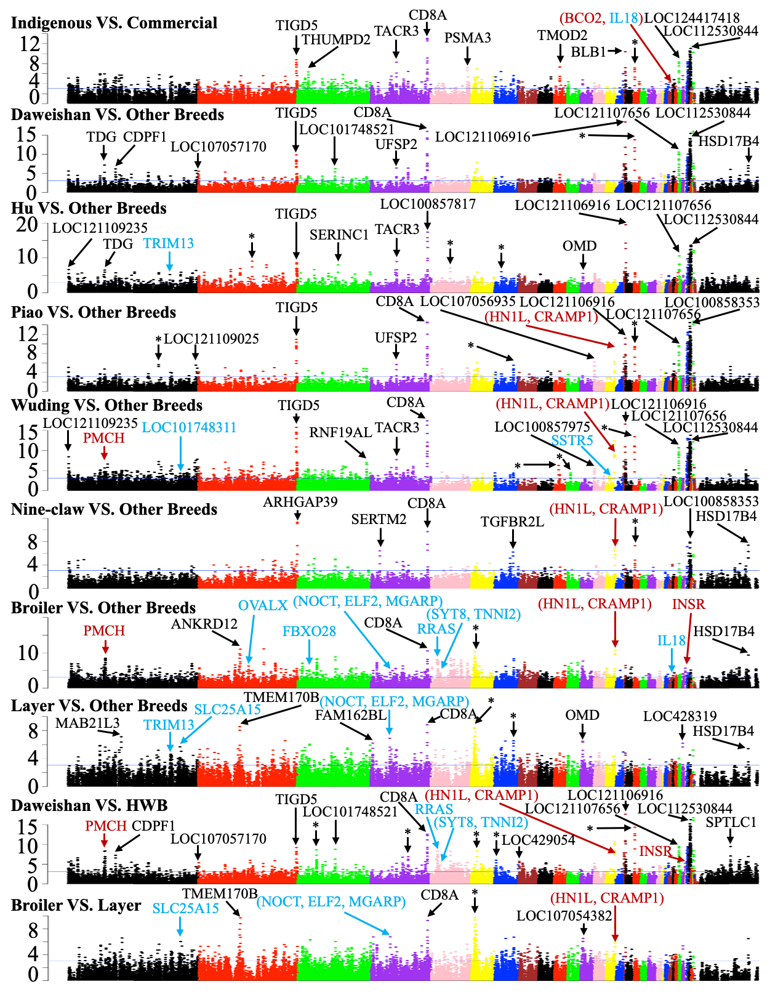 Indigenous VS. Commercial
CD8A
(BCO2, IL18) LOC124417418
TIGD5
THUMPD2
TACR3
PSMA3
TMOD2
LOC112530844
BLB1
*
12
8
4
0
Daweishan VS. Other Breeds
TIGD5
CD8A
LOC121107656
LOC112530844
TDG
CDPF1
LOC107057170
LOC101748521
UFSP2
LOC121106916
*
HSD17B4
15
10
5
0
Hu VS. Other Breeds
LOC100857817
LOC121106916
LOC121107656
LOC121109235
TDG
TRIM13
*
TIGD5
SERINC1
TACR3
*
*
OMD
LOC112530844
20
10
0
Piao VS. Other Breeds
TIGD5
CD8A
LOC107056935
LOC121106916
LOC100858353
(HN1L, CRAMP1)
LOC121107656
*
LOC121109025
UFSP2
*
*
12
8
4
0
Wuding VS. Other Breeds
TIGD5
CD8A
(HN1L, CRAMP1)
LOC121106916
LOC121107656
LOC121109235
LOC101748311
PMCH
RNF19AL
TACR3
LOC100857975
*
LOC112530844
SSTR5
*
*
15
10
5
0
Nine-claw VS. Other Breeds
ARHGAP39
CD8A
(HN1L, CRAMP1)
LOC100858353
SERTM2
TGFBR2L
*
HSD17B4
8
4
0
Broiler VS. Other Breeds
OVALX
(NOCT, ELF2, MGARP)
(HN1L, CRAMP1)
INSR
PMCH
ANKRD12
FBXO28
CD8A
(SYT8, TNNI2)
RRAS
*
IL18
HSD17B4
10
5
0
Layer VS. Other Breeds
SLC25A15
TMEM170B
(NOCT, ELF2, MGARP)
*
MAB21L3
TRIM13
FAM162BL
CD8A
*
OMD
LOC428319
HSD17B4
8
4
0
Daweishan VS. HWB
TIGD5
CD8A
(HN1L, CRAMP1)
LOC121106916
PMCH
CDPF1
LOC101748521
RRAS
LOC121107656
LOC112530844
LOC107057170
*
*
(SYT8, TNNI2)
*
*
LOC429054
*
INSR
SPTLC1
15
10
5
0
Broiler VS. Layer
TMEM170B
SLC25A15
(NOCT, ELF2, MGARP)
CD8A
*
(HN1L, CRAMP1)
LOC107054382
8
4
0